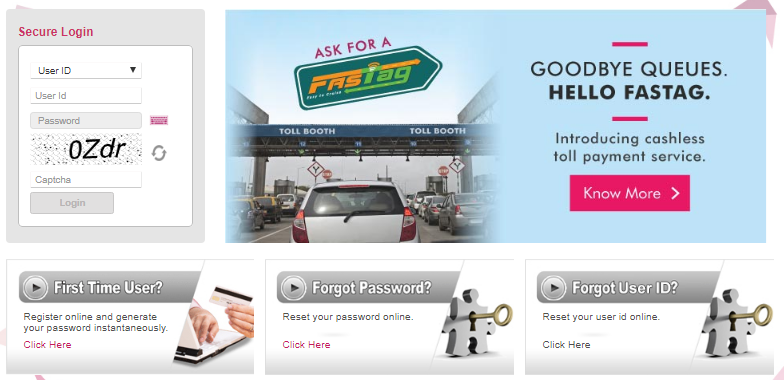 Secure Login
User ID
User Id
Password
0Zdr
Captcha
Login
ASK FOR A
FASTag
TOLL BOOTH
TOLL BOOTH
GOODBYE QUEUES.
HELLO FASTAG.
Introducing cashless
toll payment service.
Know More
First Time User?
Register online and generate
your password instantaneously.
Click Here
Forgot Password?
Reset your password online.
Click Here
Forgot User ID?
Reset your user id online.
Click Here